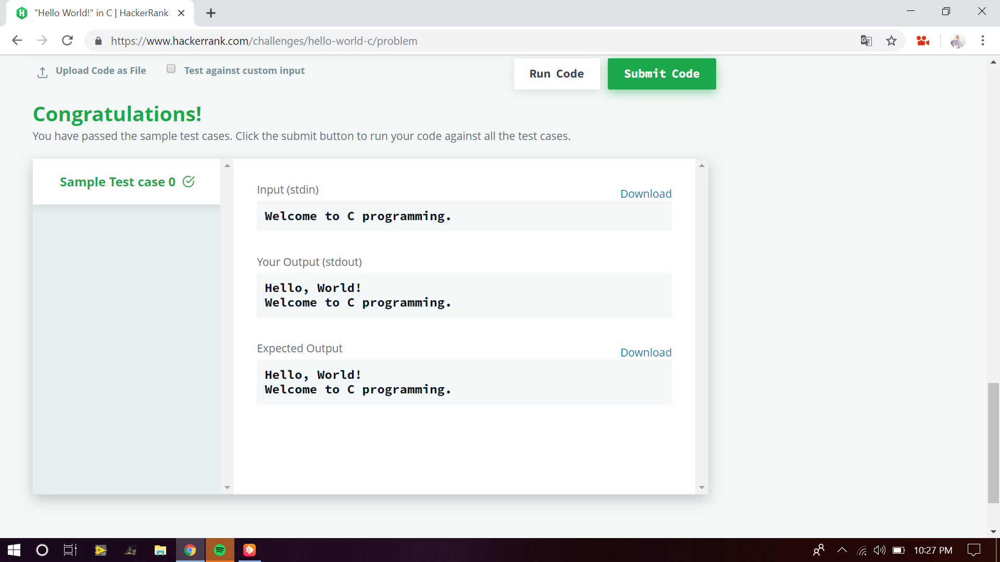 "Hello World!" in C | HackerRank
https://www.hackerrank.com/challenges/hello-world-c/problem
Upload Code as File
Test against custom input
Run Code
Submit Code
Congratulations!
You have passed the sample test cases. Click the submit button to run your code against all the test cases.
Sample Test case 0
Input (stdin)
Download
Welcome to C programming.
Your Output (stdout)
Hello, World!
Welcome to C programming.
Expected Output
Download
Hello, World!
Welcome to C programming.
10:27 PM